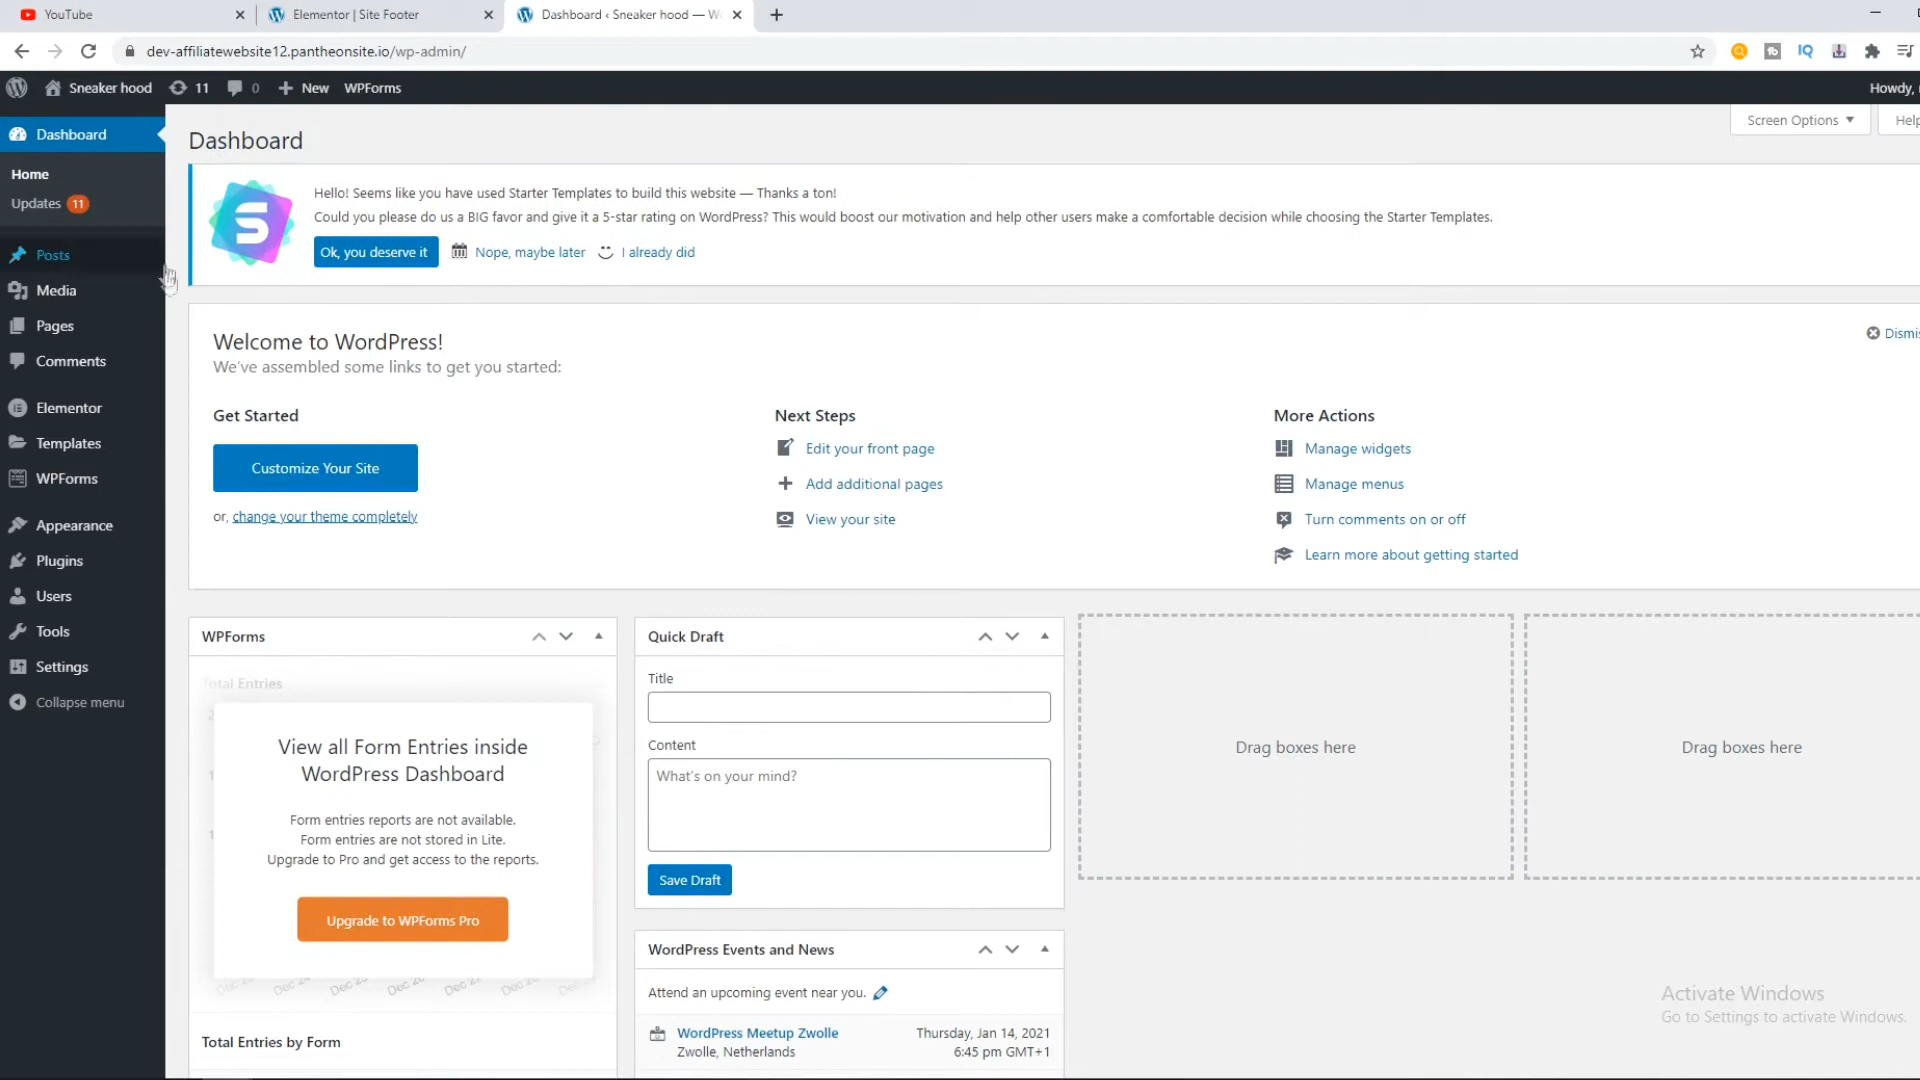 YouTube
Elementor | Site Footer
Dashboard ‹ Sneaker hood — W
dev-affiliatewebsite12.pantheonsite.io/wp-admin/
Sneaker hood 11 0 New WPForms
Howdy,
Screen Options
Help
Dashboard
Home
Updates 11
Posts
Media
Pages
Comments
Elementor
Templates
WPForms
Appearance
Plugins
Users
Tools
Settings
Collapse menu
Dashboard
Hello! Seems like you have used Starter Templates to build this website — Thanks a ton!
Could you please do us a BIG favor and give it a 5-star rating on WordPress? This would boost our motivation and help other users make a comfortable decision while choosing the Starter Templates.
Ok, you deserve it Nope, maybe later I already did
Welcome to WordPress!
We've assembled some links to get you started:
Dismis
Get Started
Customize Your Site
or, change your theme completely
Next Steps
Edit your front page
Add additional pages
View your site
More Actions
Manage widgets
Manage menus
Turn comments on or off
Learn more about getting started
WPForms
Total Entries
View all Form Entries inside
WordPress Dashboard
Form entries reports are not available.
Form entries are not stored in Lite.
Upgrade to Pro and get access to the reports.
Upgrade to WPForms Pro
Total Entries by Form
Quick Draft
Title
Content
What's on your mind?
Save Draft
WordPress Events and News
Attend an upcoming event near you.
WordPress Meetup Zwolle
Zwolle, Netherlands
Thursday, Jan 14, 2021
6:45 pm GMT+1
Drag boxes here
Drag boxes here
Activate Windows
Go to Settings to activate Windows.